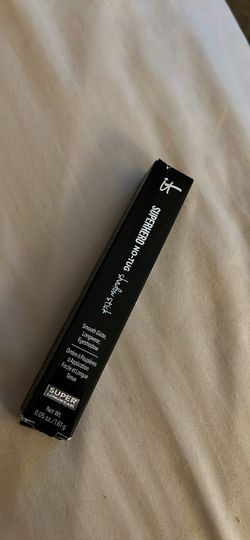 it
SUPERHERO NO-TUG shadow stick
Smooth-Glide,
Longwear,
Eyeshadow
Ombre à Paupières
à Application
Facile et Longue
Tenue
SUPER
Net Wt.
0.05 oz. / 1.61 g